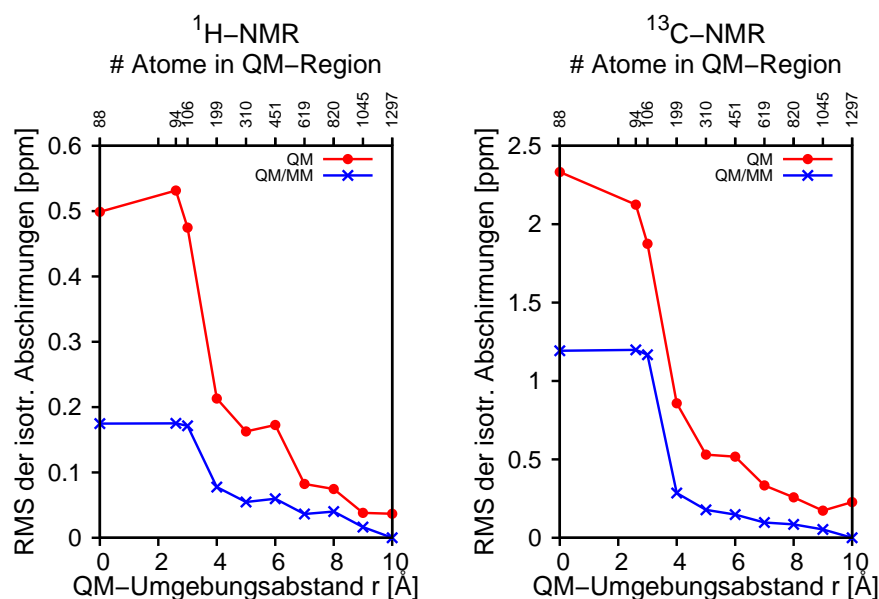 ¹H−NMR
# Atome in QM−Region
88 94 106 199 310 451 619 820 1045 1297
QM
QM/MM
RMS der isotr. Abschirmungen [ppm]
0.6
0.5
0.4
0.3
0.2
0.1
0
0 2 4 6 8 10
QM−Umgebungsabstand r [Å]
¹³C−NMR
# Atome in QM−Region
88 94 106 199 310 451 619 820 1045 1297
QM
QM/MM
RMS der isotr. Abschirmungen [ppm]
2.5
2
1.5
1
0.5
0
0 2 4 6 8 10
QM−Umgebungsabstand r [Å]